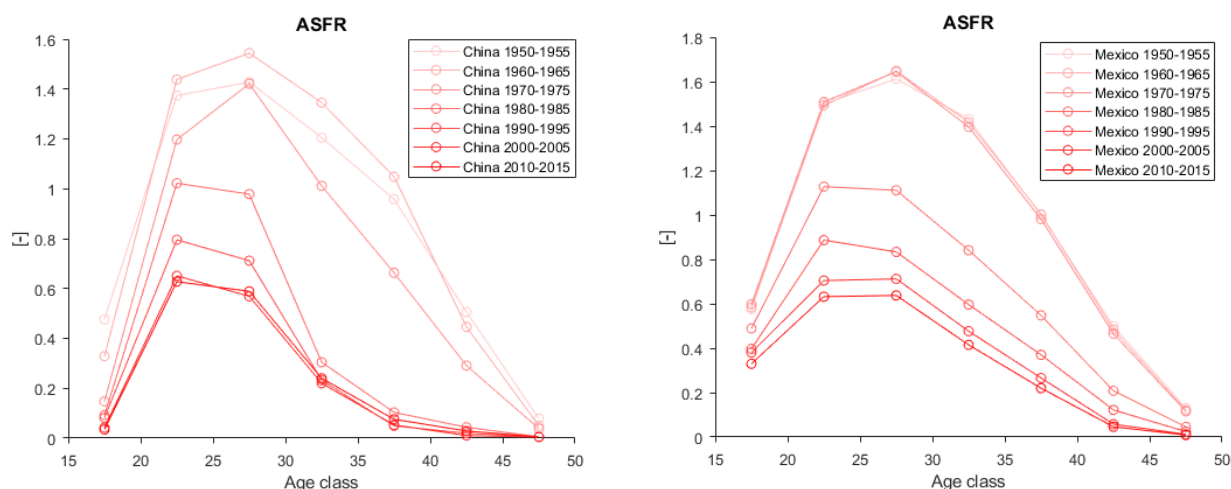 ASFR
1.6
1.4
1.2
1
0.8
0.6
0.4
0.2
0
[-]
15 20 25 30 35 40 45 50
Age class
China 1950-1955
China 1960-1965
China 1970-1975
China 1980-1985
China 1990-1995
China 2000-2005
China 2010-2015
ASFR
1.8
1.6
1.4
1.2
1
0.8
0.6
0.4
0.2
0
[-]
15 20 25 30 35 40 45 50
Age class
Mexico 1950-1955
Mexico 1960-1965
Mexico 1970-1975
Mexico 1980-1985
Mexico 1990-1995
Mexico 2000-2005
Mexico 2010-2015